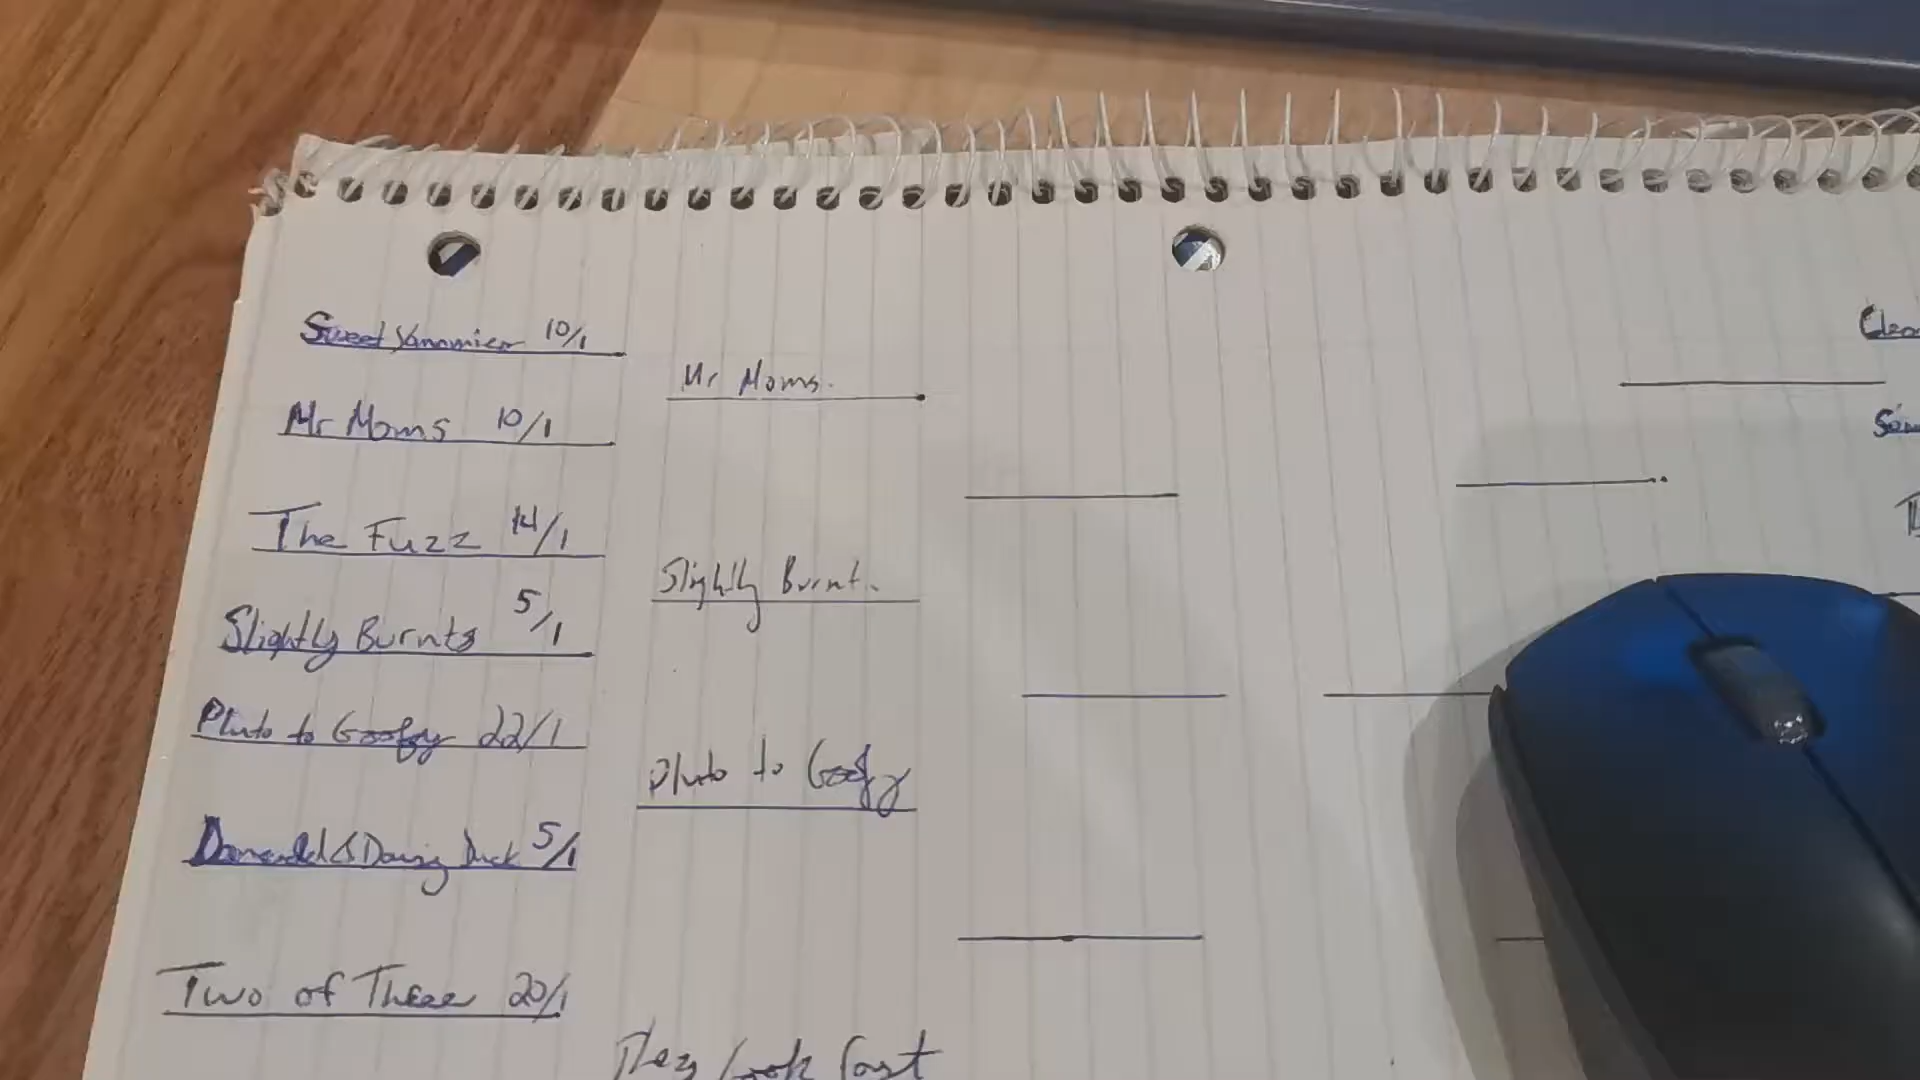 Sweet Yammier 10/1
Mr Moms 10/1
The Fuzz 14/1
Slightly Burnts 5/1
Pluto to Goofy 22/1
Daisy Duck 5/1
Two of These 20/1
Mr Moms.
Slightly Burnt.
Pluto to Goofy
They look fast